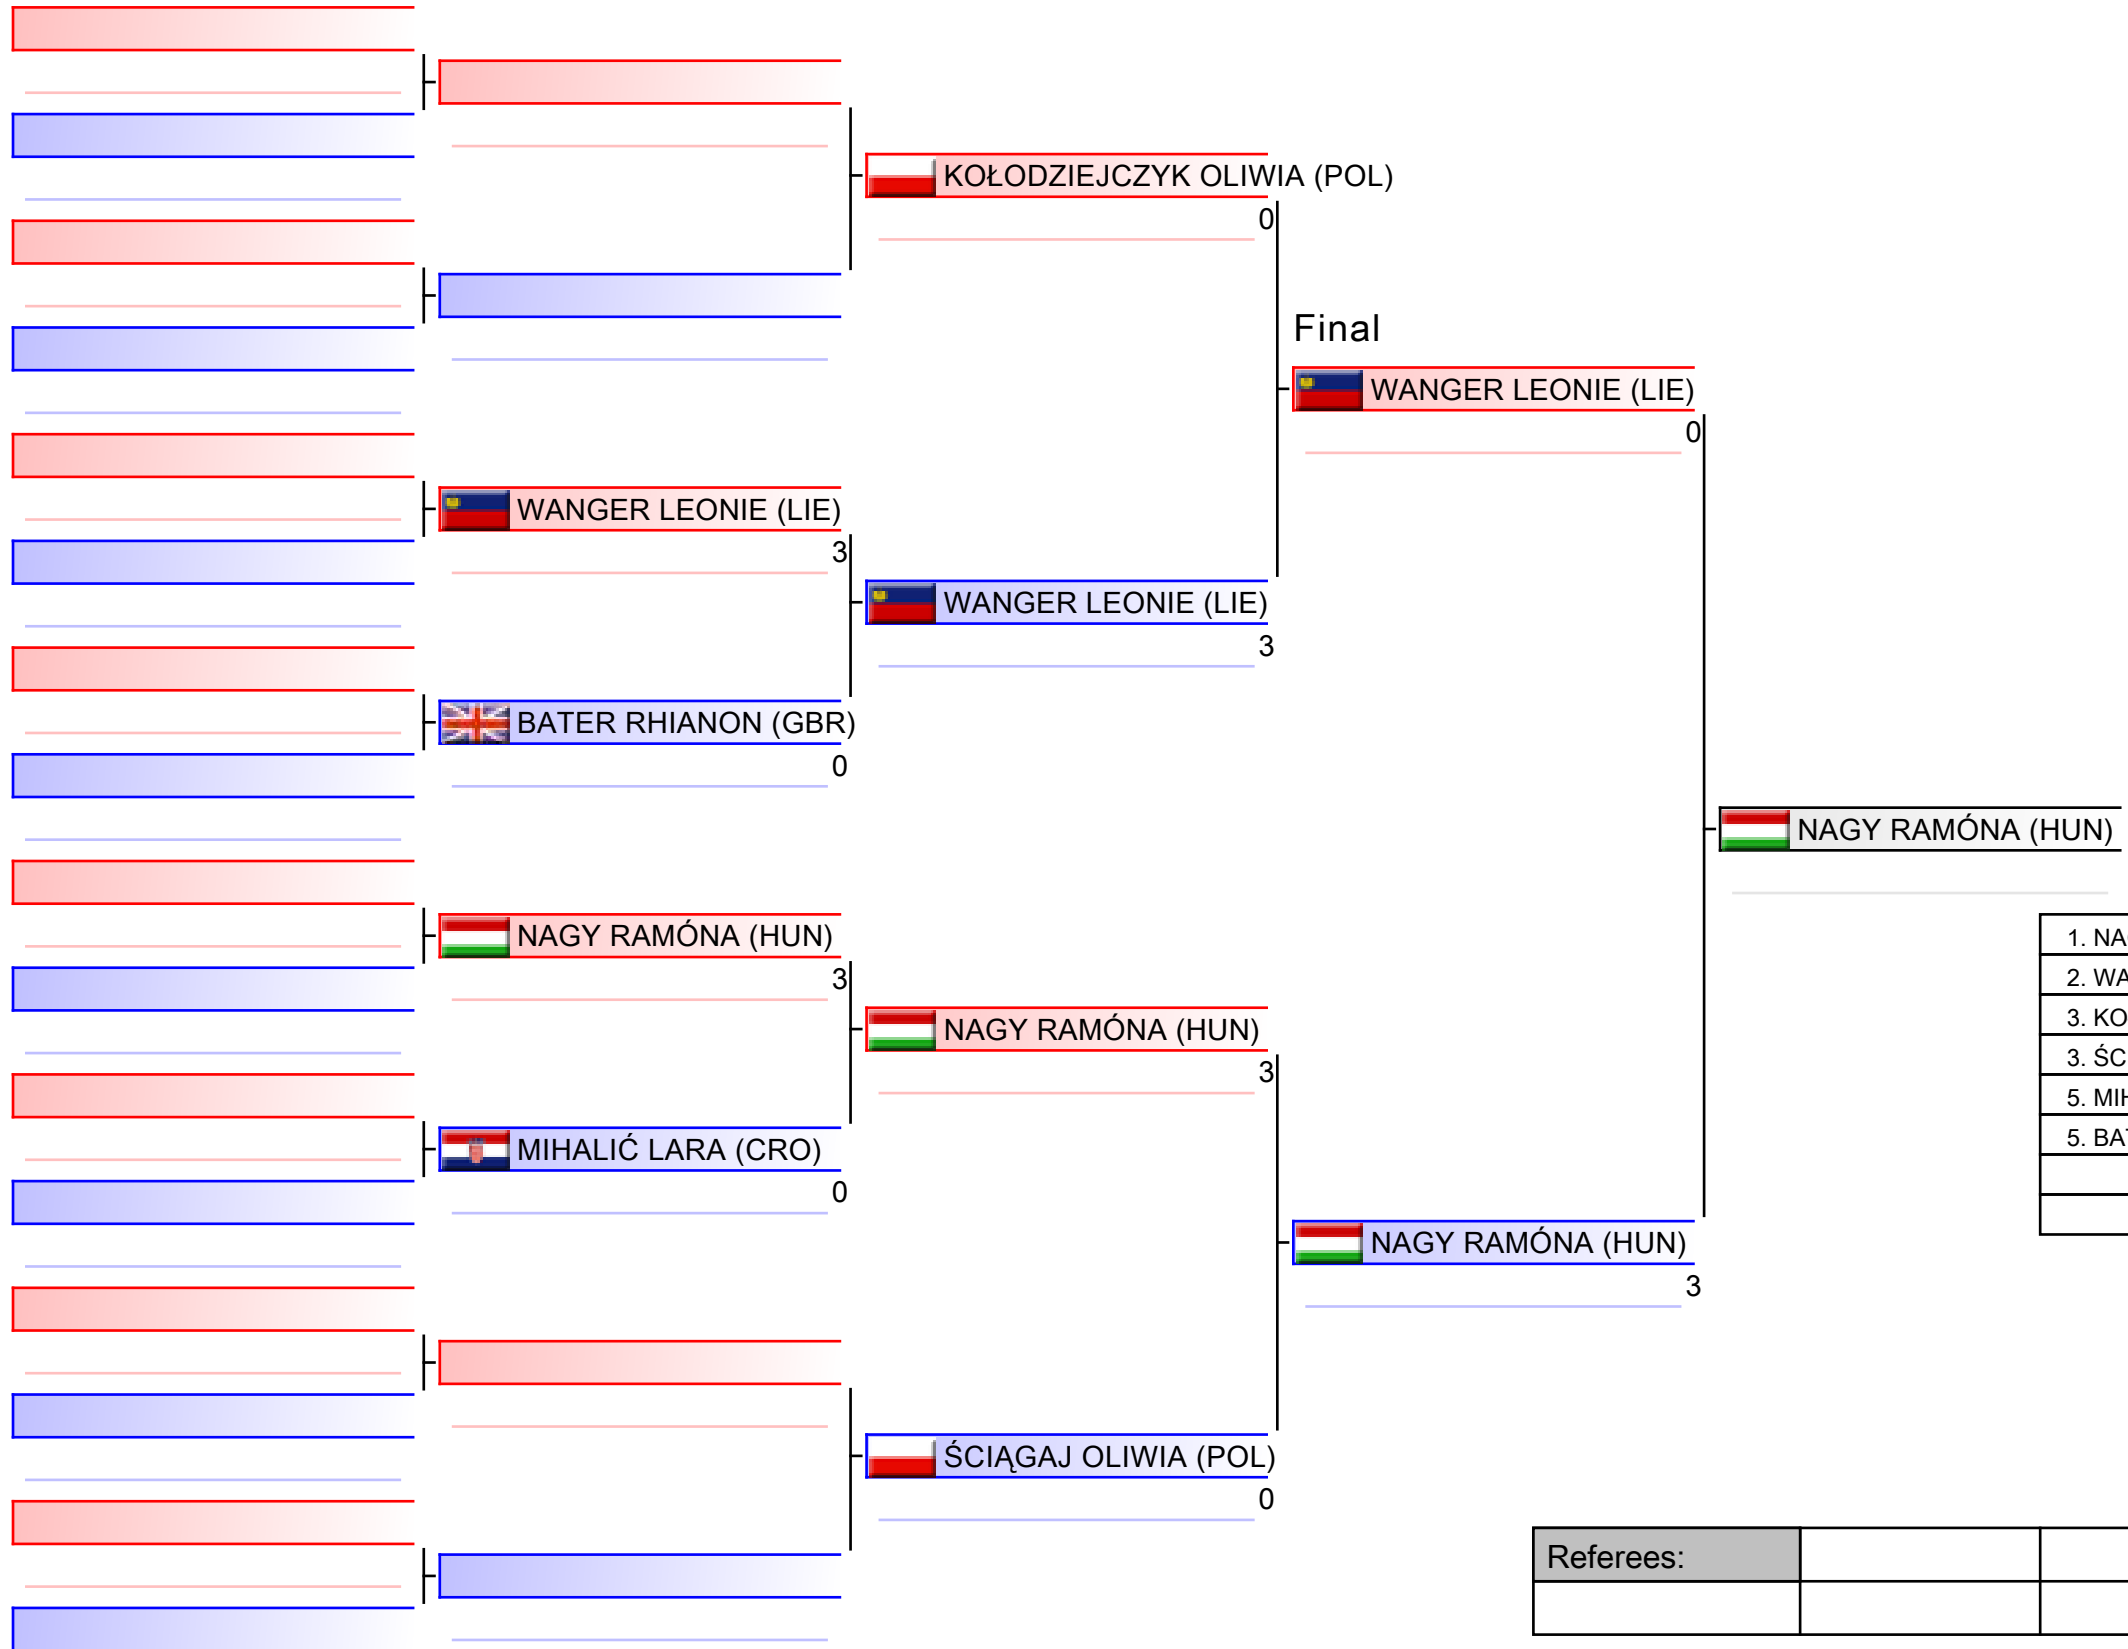 KOŁODZIEJCZYK OLIWIA (POL)
0
Final
WANGER LEONIE (LIE)
0
WANGER LEONIE (LIE)
3
WANGER LEONIE (LIE)
3
BATER RHIANON (GBR)
0
NAGY RAMÓNA (HUN)
NAGY RAMÓNA (HUN)
3
NAGY RAMÓNA (HUN)
3
MIHALIĆ LARA (CRO)
0
NAGY RAMÓNA (HUN)
3
ŚCIĄGAJ OLIWIA (POL)
0
1. NA
2. WA
3. KO
3. ŚC
5. MIH
5. BAT
Referees: